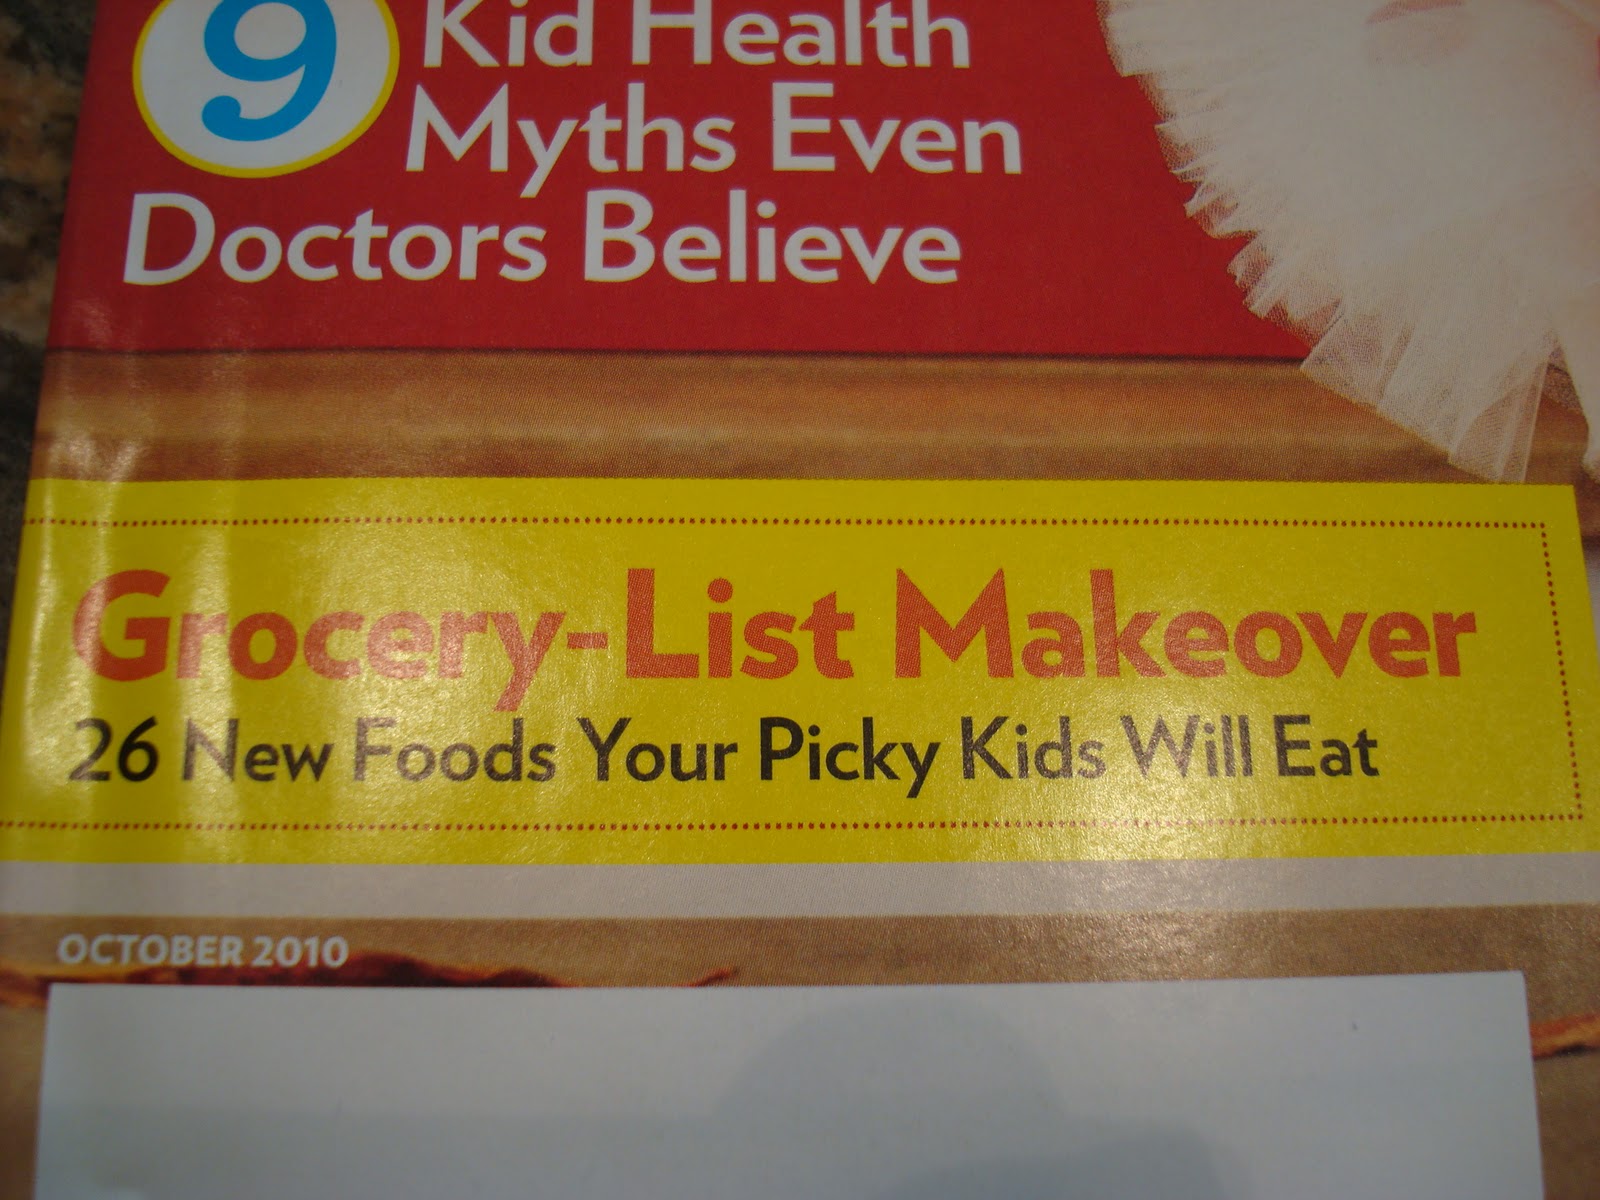 9 Kid Health
Myths Even
Doctors Believe
Grocery-List Makeover
26 New Foods Your Picky Kids Will Eat
OCTOBER 2010